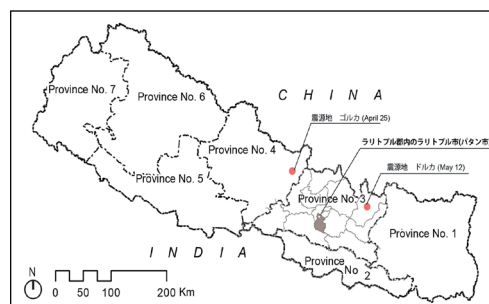 Province No. 7
Province No. 6
C H I N A
震源地 ゴルカ (April 25)
Province No. 4
ラリトプル郡内のラリトプル市(パタン市)
Province No. 5
Province No. 3
震源地 ドルカ (May 12)
Province No. 1
I N D I A
Province
No. 2
N
0 50 100 200 Km